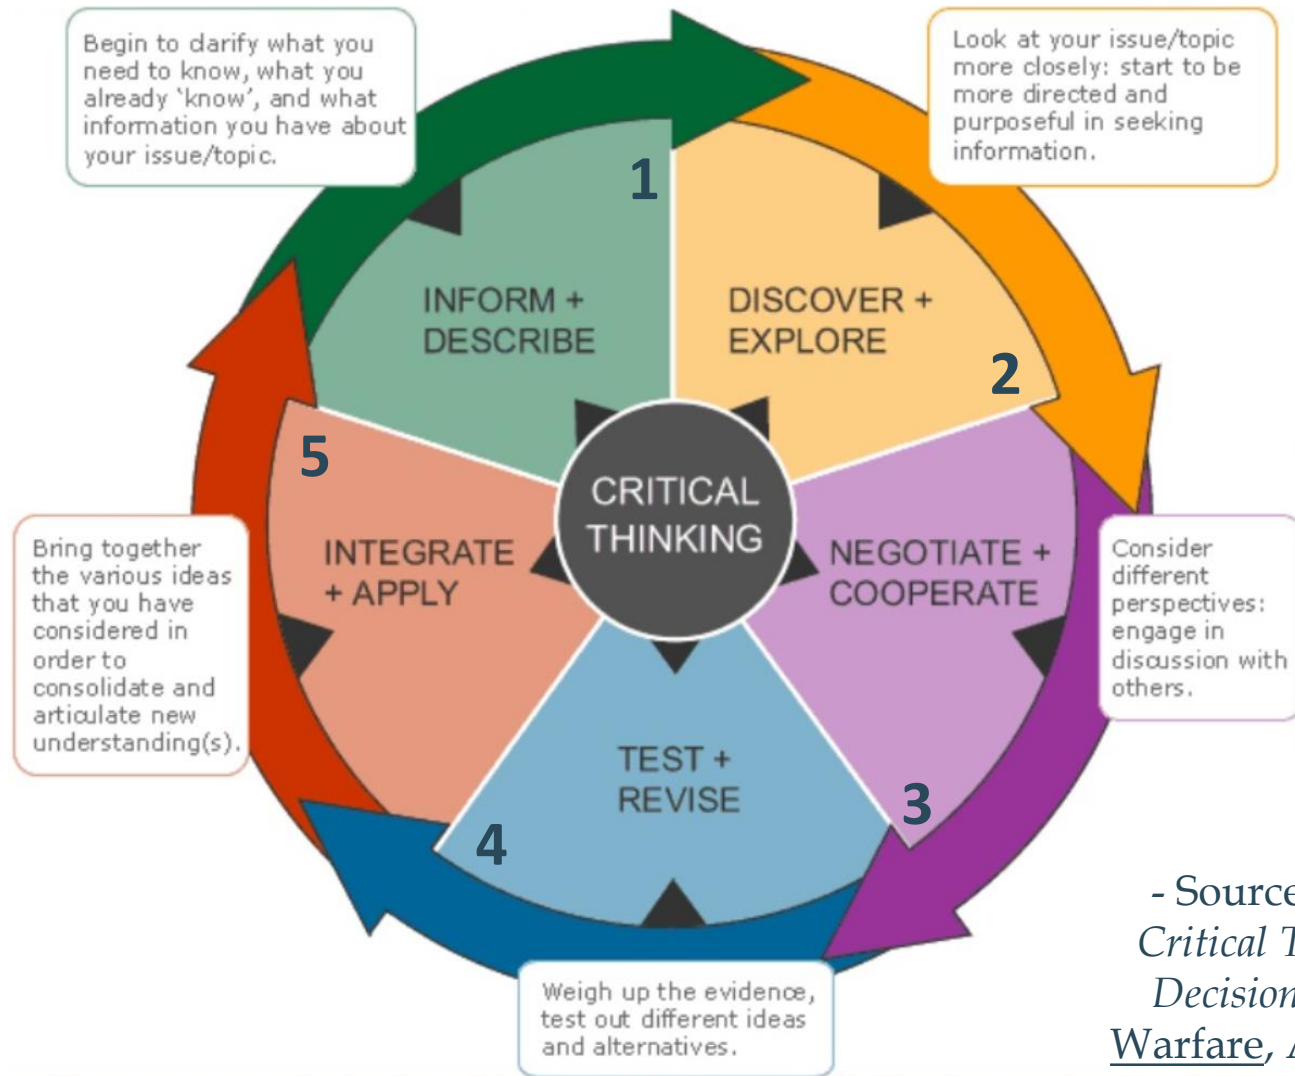 Begin to clarify what you
need to know, what you
already ‘know’, and what
information you have about
your issue/topic.
Look at your issue/topic
more closely: start to be
more directed and
purposeful in seeking
information.
1
INFORM +
DESCRIBE
DISCOVER +
EXPLORE
2
5
CRITICAL
THINKING
INTEGRATE
+ APPLY
NEGOTIATE +
COOPERATE
Bring together
the various ideas
that you have
considered in
order to
consolidate and
articulate new
understanding(s).
Consider
different
perspectives:
engage in
discussion with
others.
TEST +
REVISE
3
4
Weigh up the evidence,
test out different ideas
and alternatives.
- Source
Critical T
Decision
Warfare, A